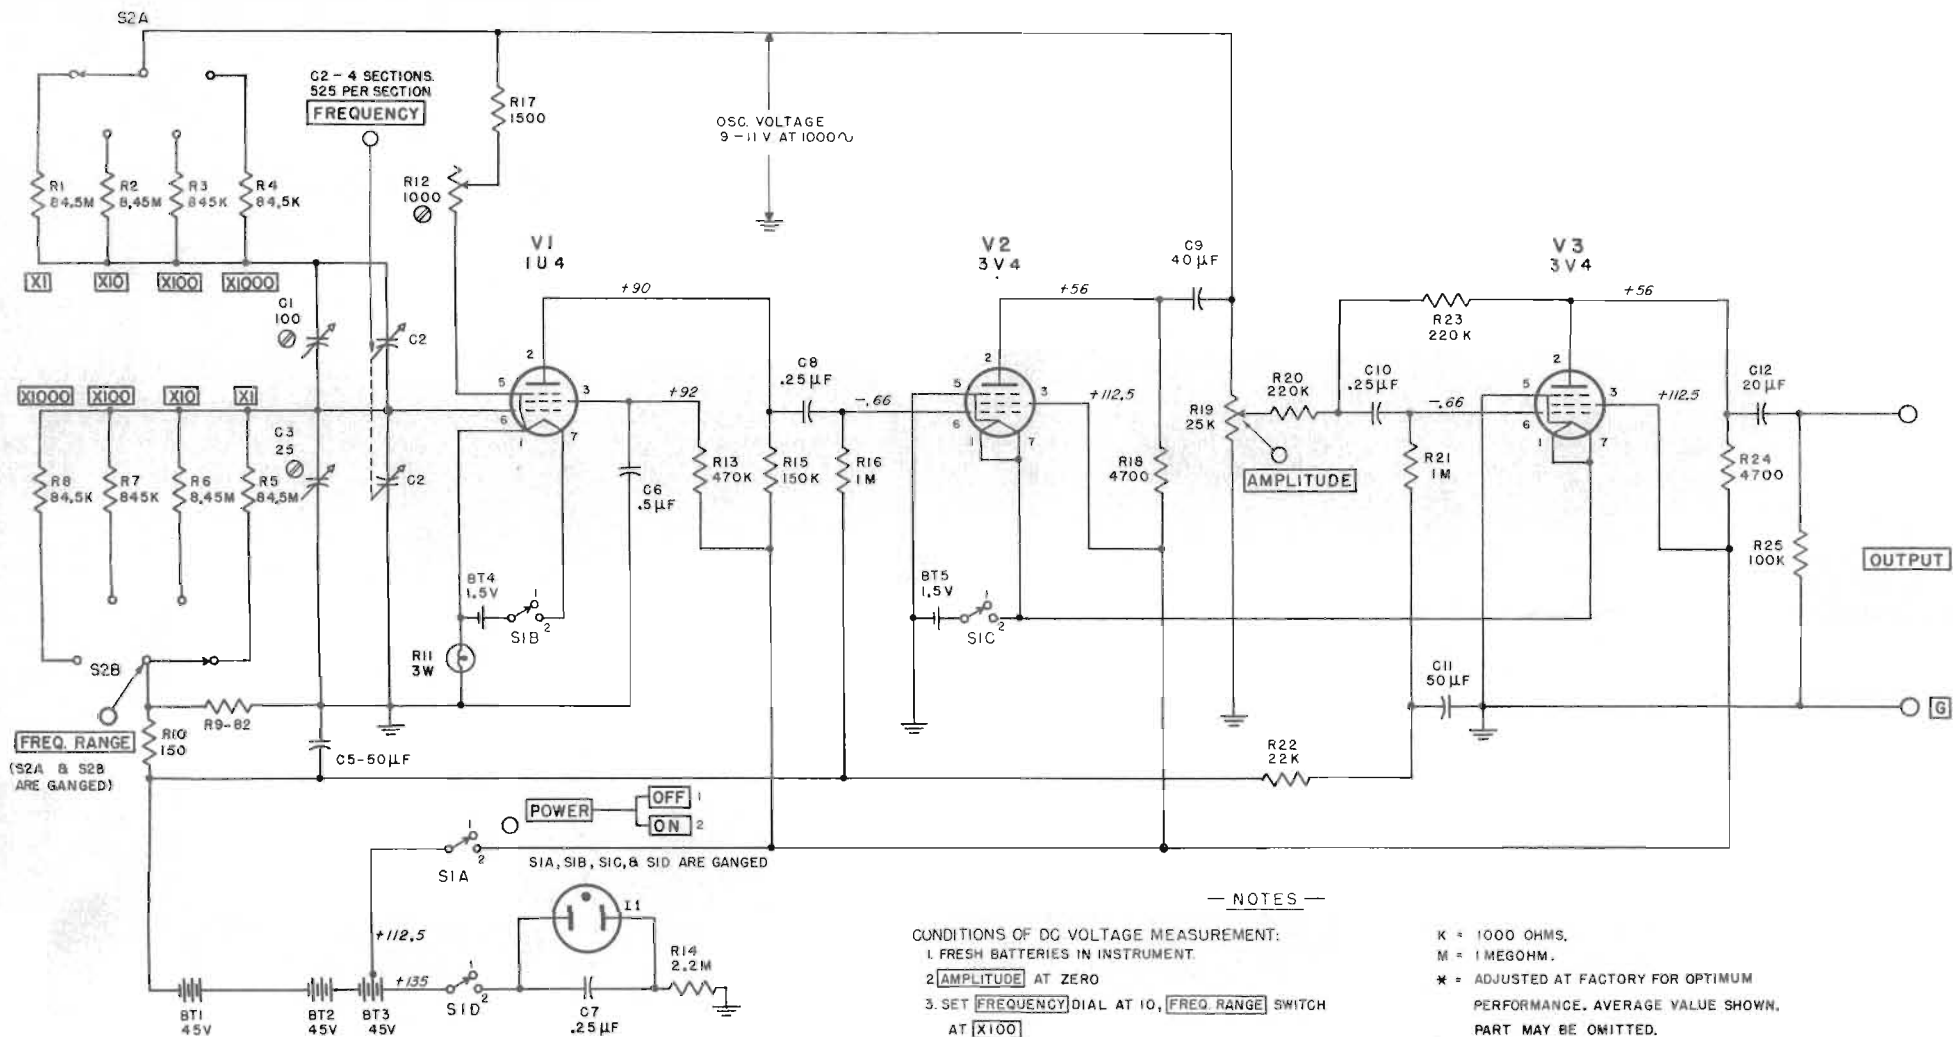 S2A
C2 - 4 SECTIONS.
525 PER SECTION
FREQUENCY
R17
1500
OSC. VOLTAGE
9-11 V AT 1000~
R1
84.5M
R2
8.45M
R3
845K
R4
84.5K
R12
1000
X1
X10
X100
X1000
V1
1U4
V2
3V4
C9
40µF
V3
3V4
C1
100
C2
+90
+56
+56
R23
220K
2
5
3
6
1
7
+92
C8
.25µF
-.66
2
5
3
6
1
7
+112.5
R19
25K
R20
220K
C10
.25µF
-.66
2
5
3
6
1
7
+112.5
C12
20µF
X1000
X100
X10
X1
C3
25
C2
R8
84.5K
R7
845K
R6
8.45M
R5
84.5M
C6
.5µF
R13
470K
R15
150K
R16
1M
R18
4700
AMPLITUDE
R21
1M
R24
4700
R25
100K
OUTPUT
BT4
1.5V
1
2
S1B
BT5
1.5V
1
2
S1C
S2B
R11
3W
R9-82
R10
150
FREQ. RANGE
(S2A & S2B
ARE GANGED)
C5-50µF
C11
50µF
G
R22
22K
POWER
OFF 1
ON 2
S1A, S1B, S1C, & S1D ARE GANGED
1
2
S1A
I1
+112.5
R14
2.2M
+135
1
2
S1D
C7
.25µF
BT1
45V
BT2
45V
BT3
45V
— NOTES —
CONDITIONS OF DC VOLTAGE MEASUREMENT:
1. FRESH BATTERIES IN INSTRUMENT.
2 AMPLITUDE AT ZERO
3. SET FREQUENCY DIAL AT 10, FREQ. RANGE SWITCH
AT X100
K = 1000 OHMS.
M = 1 MEGOHM.
* = ADJUSTED AT FACTORY FOR OPTIMUM
PERFORMANCE. AVERAGE VALUE SHOWN.
PART MAY BE OMITTED.